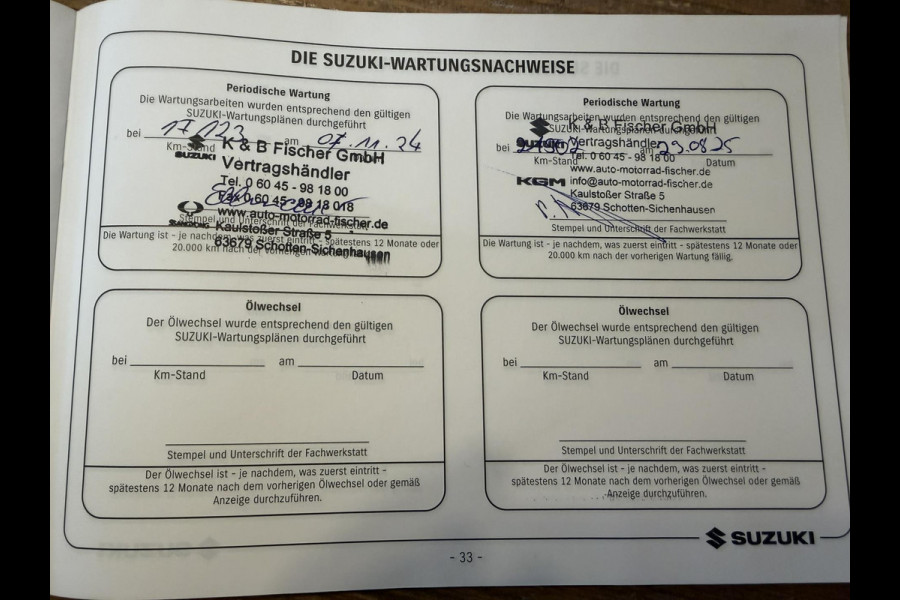 DIE SUZUKI-WARTUNGSNACHWEISE
Periodische Wartung
Die Wartungsarbeiten wurden entsprechend den gültigen
SUZUKI-Wartungsplänen durchgeführt
bei 17 123 am 07.11.24
Km-Stand
SUZUKI
K & B Fischer GmbH
Vertragshändler
Tel. 0 60 45 - 98 18 00
Fax 0 60 45 - 98 18 018
www.auto-motorrad-fischer.de
Stempel und Unterschrift der Fachwerkstatt
SSANGYONG
Kaulstoßer Straße 5
63679 Schotten-Sichenhausen
Die Wartung ist - je nachdem, was zuerst eintritt - spätestens 12 Monate oder
20.000 km nach der vorherigen Wartung
Periodische Wartung
Die Wartungsarbeiten wurden entsprechend den gültigen
SUZUKI-Wartungsplänen durchgeführt
K & B Fischer GmbH
SUZUKI
Vertragshändler
bei am 29.08.25
Km-Stand Datum
Tel. 0 60 45 - 98 18 00
www.auto-motorrad-fischer.de
KGM
info@auto-motorrad-fischer.de
Kaulstoßer Straße 5
63679 Schotten-Sichenhausen
Stempel und Unterschrift der Fachwerkstatt
Die Wartung ist - je nachdem, was zuerst eintritt - spätestens 12 Monate oder
20.000 km nach der vorherigen Wartung fällig.
Ölwechsel
Der Ölwechsel wurde entsprechend den gültigen
SUZUKI-Wartungsplänen durchgeführt
bei am
Km-Stand Datum
Stempel und Unterschrift der Fachwerkstatt
Der Ölwechsel ist - je nachdem, was zuerst eintritt -
spätestens 12 Monate nach dem vorherigen Ölwechsel oder gemäß
Anzeige durchzuführen.
Ölwechsel
Der Ölwechsel wurde entsprechend den gültigen
SUZUKI-Wartungsplänen durchgeführt
bei am
Km-Stand Datum
Stempel und Unterschrift der Fachwerkstatt
Der Ölwechsel ist - je nachdem, was zuerst eintritt -
spätestens 12 Monate nach dem vorherigen Ölwechsel oder gemäß
Anzeige durchzuführen.
SUZUKI
- 33 -